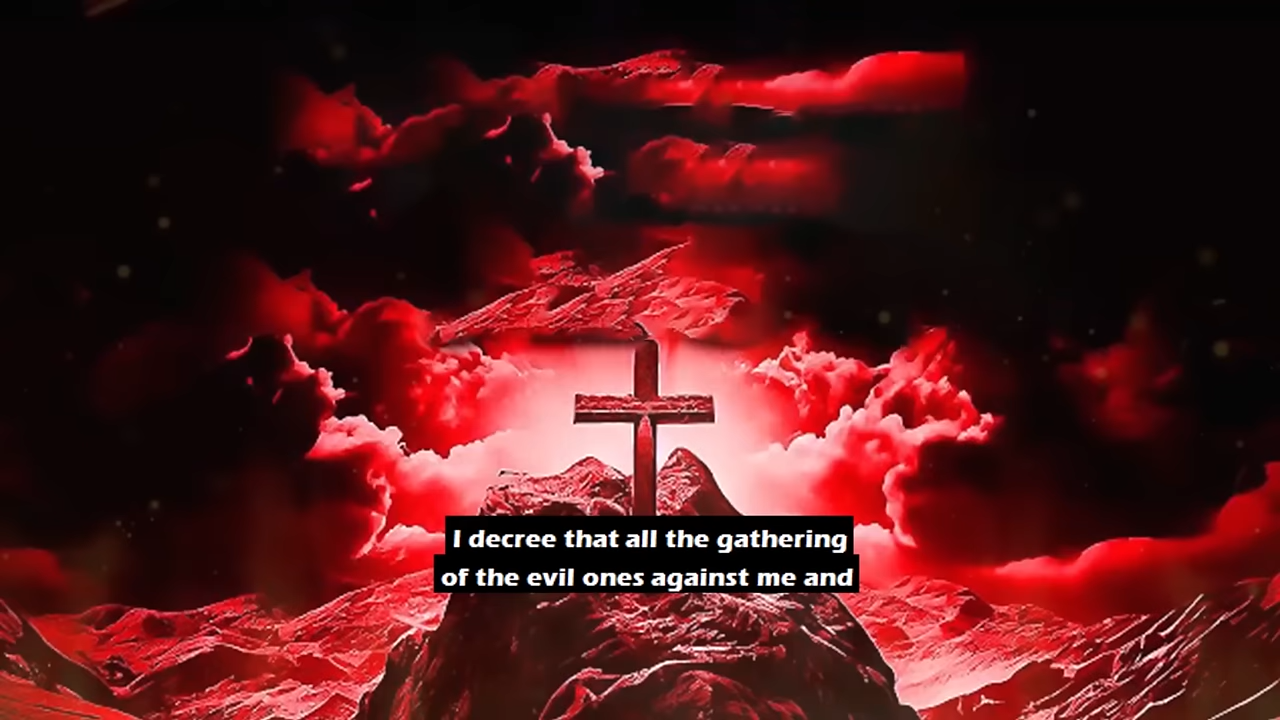 I decree that all the gathering
of the evil ones against me and